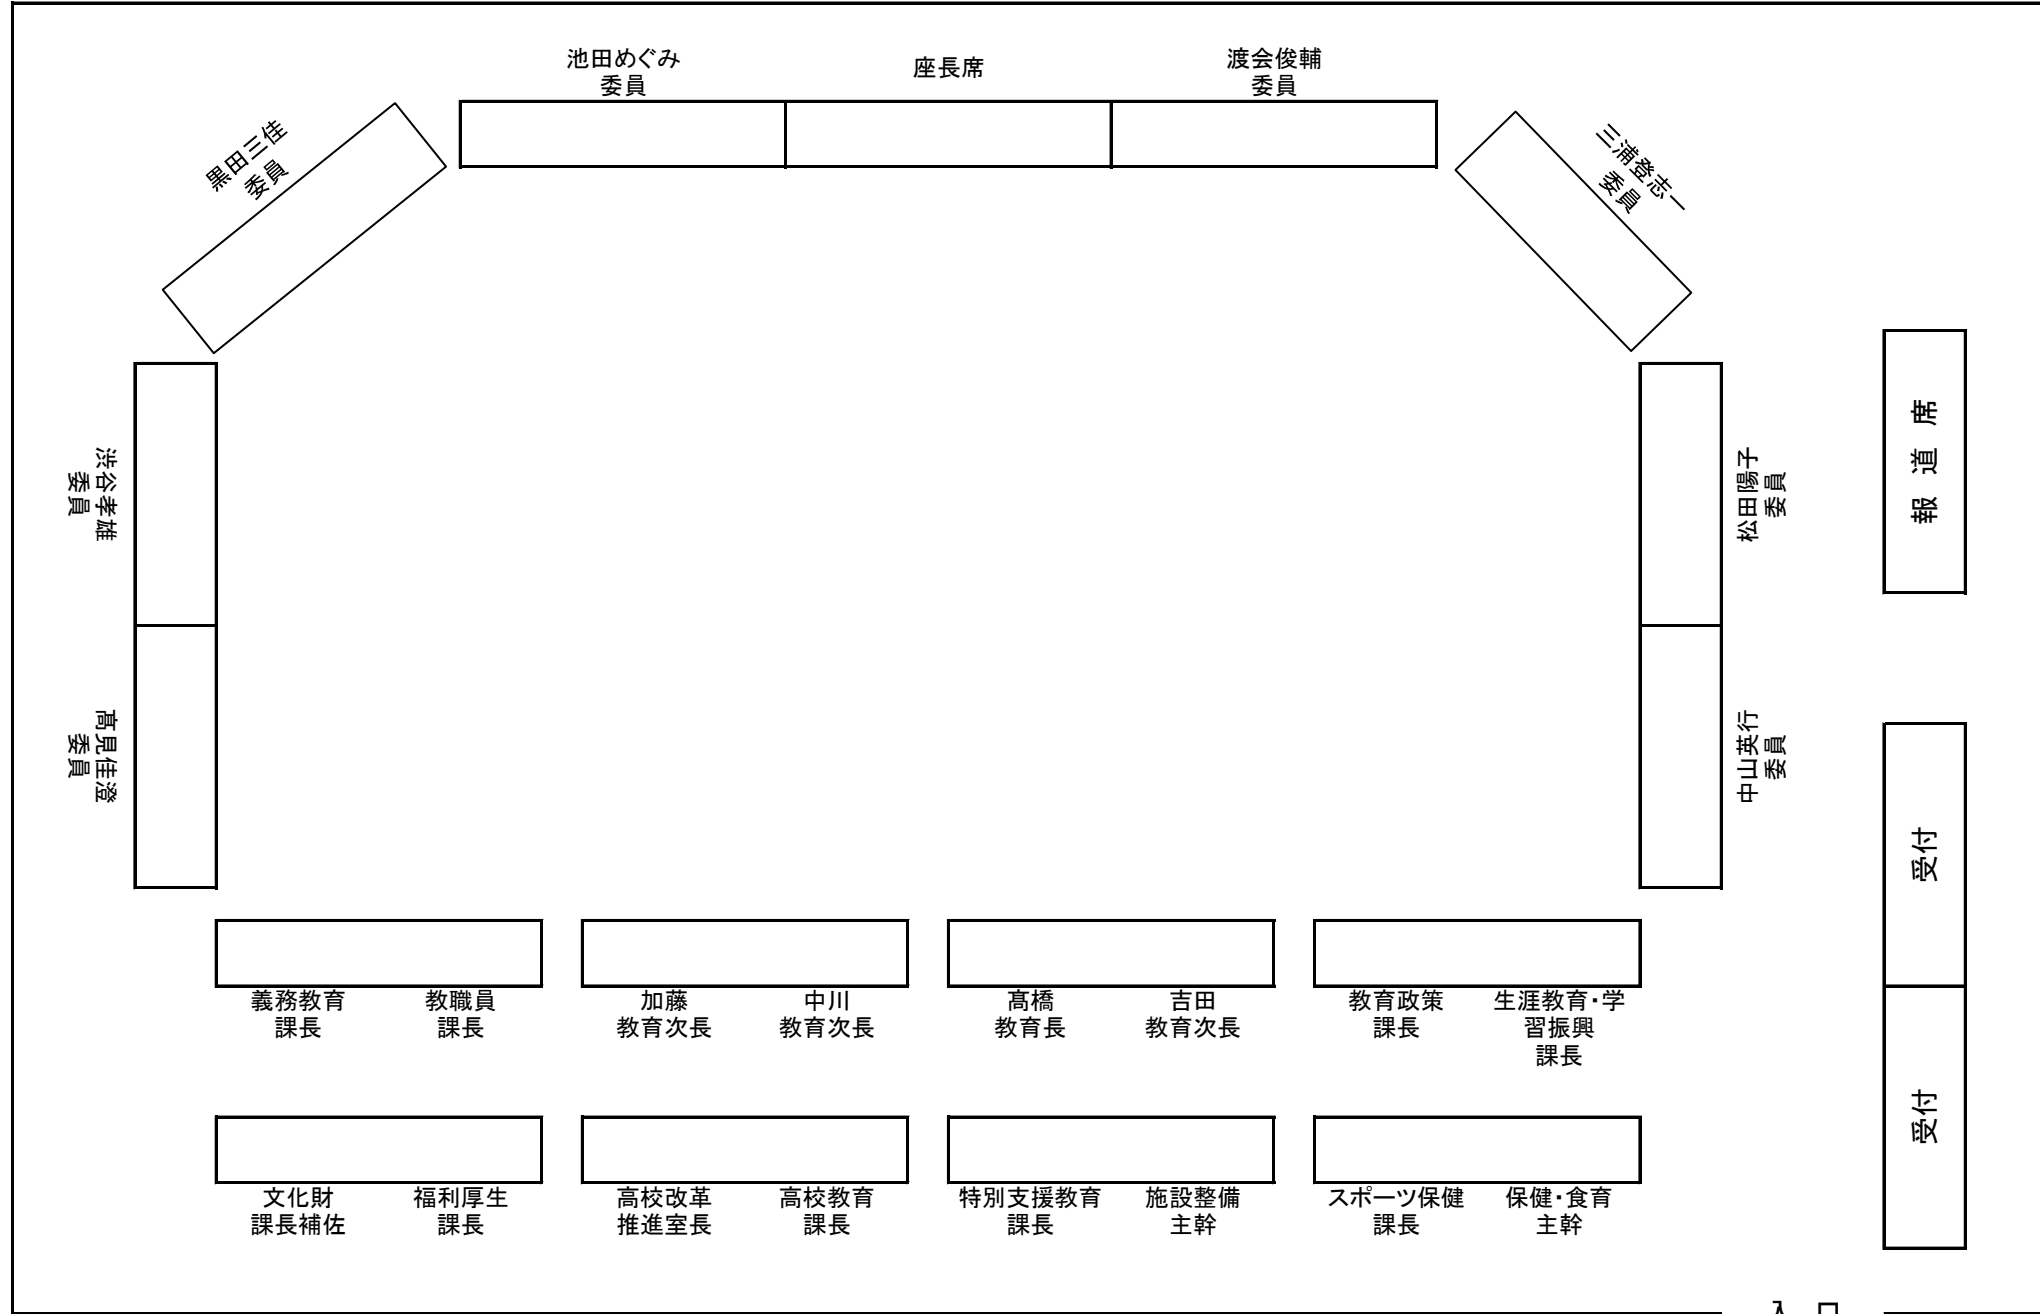 池田めぐみ
委員
座長席
渡会俊輔
委員
黒田三佳
委員
三浦登志一
委員
渋谷孝雄
委員
松田陽子
委員
報道席
高見佳澄
委員
中山英行
委員
受付
受付
義務教育
課長
教職員
課長
加藤
教育次長
中川
教育次長
髙橋
教育長
吉田
教育次長
教育政策
課長
生涯教育・学
習振興
課長
文化財
課長補佐
福利厚生
課長
高校改革
推進室長
高校教育
課長
特別支援教育
課長
施設整備
主幹
スポーツ保健
課長
保健・食育
主幹
入口